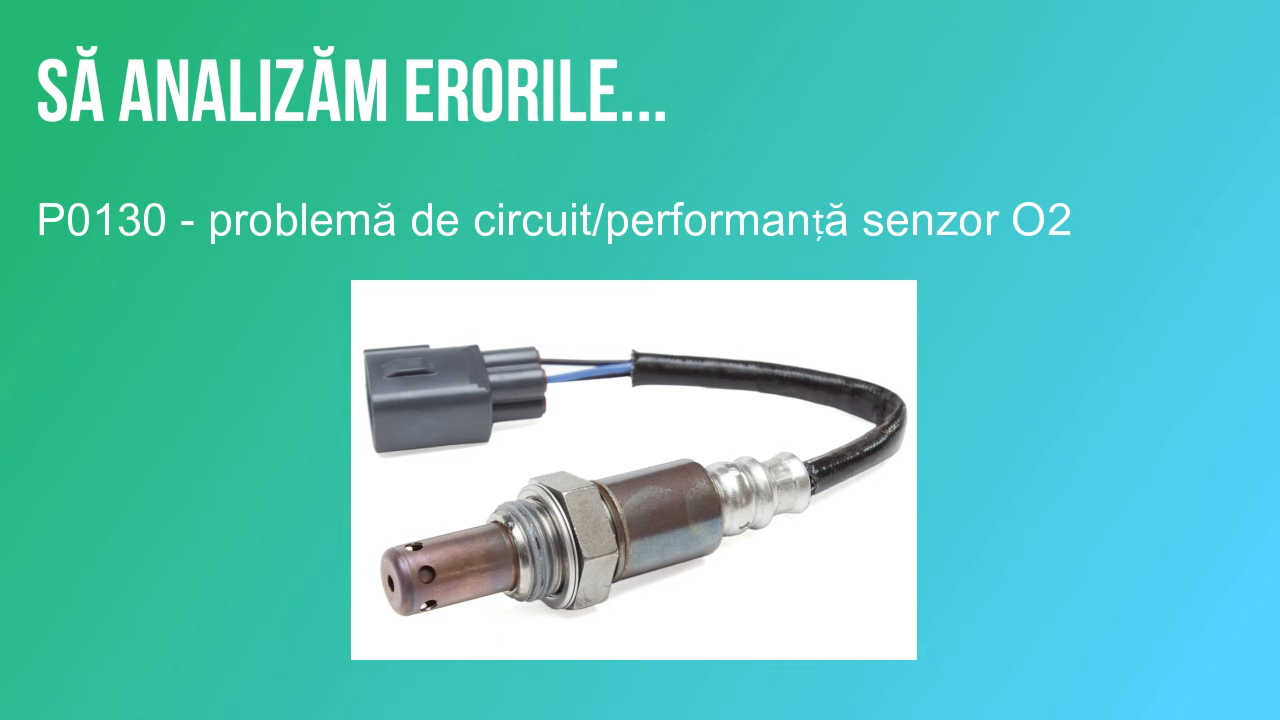 SĂ ANALIZĂM ERORILE...
P0130 - problemă de circuit/performanță senzor O2